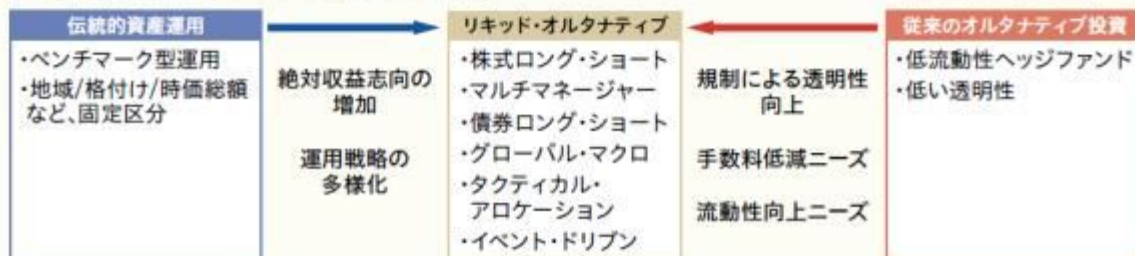 伝統的資産運用
・ベンチマーク型運用
・地域/格付け/時価総額
など、固定区分
絶対収益志向の
増加
運用戦略の
多様化
リキッド・オルタナティブ
・株式ロング・ショート
・マルチマネージャー
・債券ロング・ショート
・グローバル・マクロ
・タクティカル・
アロケーション
・イベント・ドリブン
規制による透明性
向上
手数料低減ニーズ
流動性向上ニーズ
従来のオルタナティブ投資
・低流動性ヘッジファンド
・低い透明性